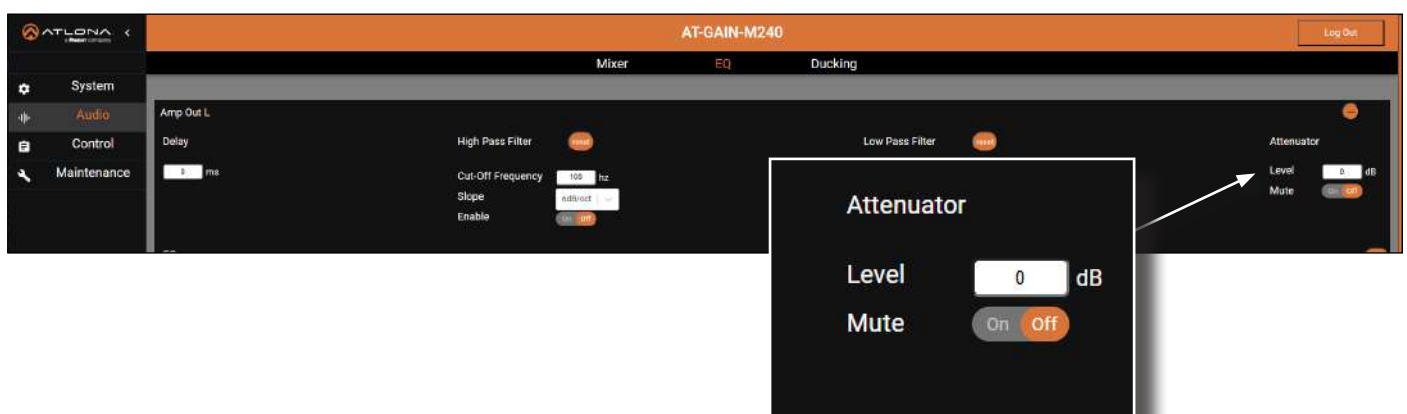 ATLONA <
AT-GAIN-M240
Log Out
Mixer EQ Ducking
System
Audio
Control
Maintenance
Amp Out L
Delay
0 ms
High Pass Filter reset
Cut-Off Frequency 100 hz
Slope 6dB/oct
Enable On Off
Low Pass Filter reset
Attenuator
Level 0 dB
Mute On Off
Attenuator
Level 0 dB
Mute On Off